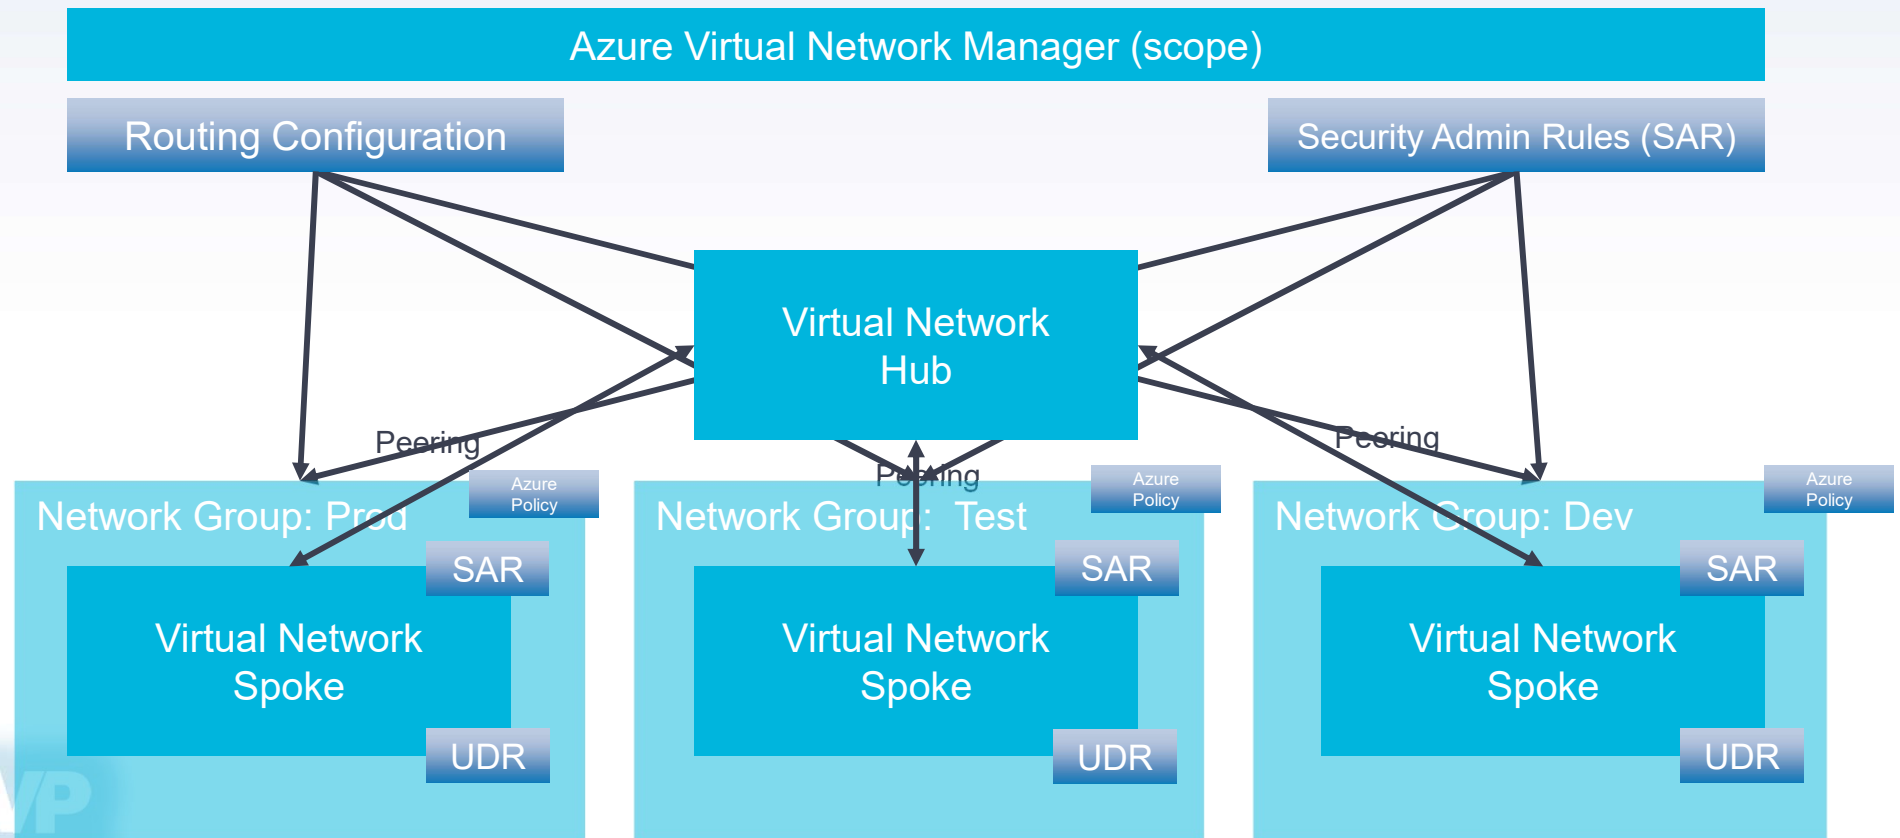 Azure Virtual Network Manager (scope)
Routing Configuration
Security Admin Rules (SAR)
Virtual Network
Hub
Peering
Peering
Peering
Azure
Policy
Network Group: Prod
SAR
Virtual Network
Spoke
UDR
Azure
Policy
Network Group:  Test
SAR
Virtual Network
Spoke
UDR
Azure
Policy
Network Group: Dev
SAR
Virtual Network
Spoke
UDR